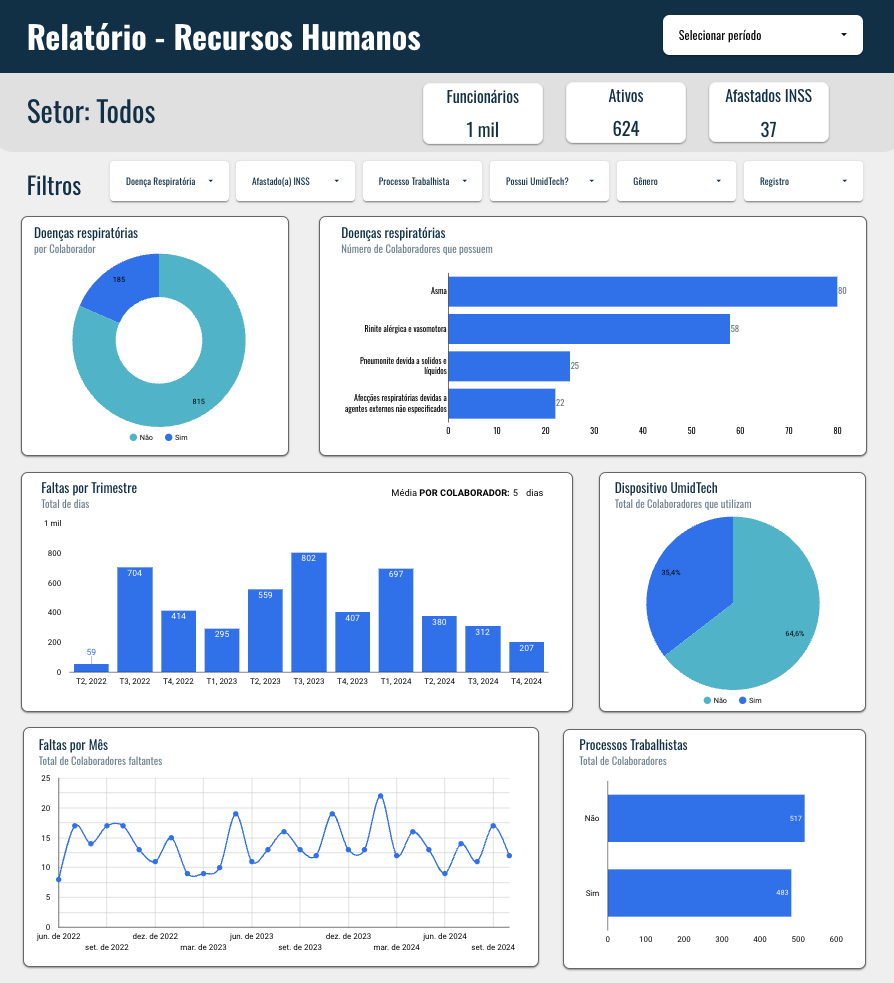 Relatório - Recursos Humanos
Selecionar período
Setor: Todos
Funcionários
1 mil
Ativos
624
Afastados INSS
37
Filtros
Doença Respiratória
Afastado(a) INSS
Processo Trabalhista
Possui UmidTech?
Gênero
Registro
Doenças respiratórias
por Colaborador
185
815
Não
Sim
Doenças respiratórias
Número de Colaboradores que possuem
Asma
80
Rinite alérgica e vasomotora
58
Pneumonite devida a solidos e
líquidos
25
Afecções respiratórias devidas a
agentes externos não especificados
22
0 10 20 30 40 50 60 70 80
Faltas por Trimestre
Total de dias
Média POR COLABORADOR: 5 dias
1 mil
800
600
400
200
0
59
704
414
295
559
802
407
697
380
312
207
T2, 2022 T3, 2022 T4, 2022 T1, 2023 T2, 2023 T3, 2023 T4, 2023 T1, 2024 T2, 2024 T3, 2024 T4, 2024
Dispositivo UmidTech
Total de Colaboradores que utilizam
35,4%
64,6%
Não
Sim
Faltas por Mês
Total de Colaboradores faltantes
25
20
15
10
5
0
jun. de 2022
set. de 2022
dez. de 2022
mar. de 2023
jun. de 2023
set. de 2023
dez. de 2023
mar. de 2024
jun. de 2024
set. de 2024
Processos Trabalhistas
Total de Colaboradores
Não
517
Sim
483
0 100 200 300 400 500 600